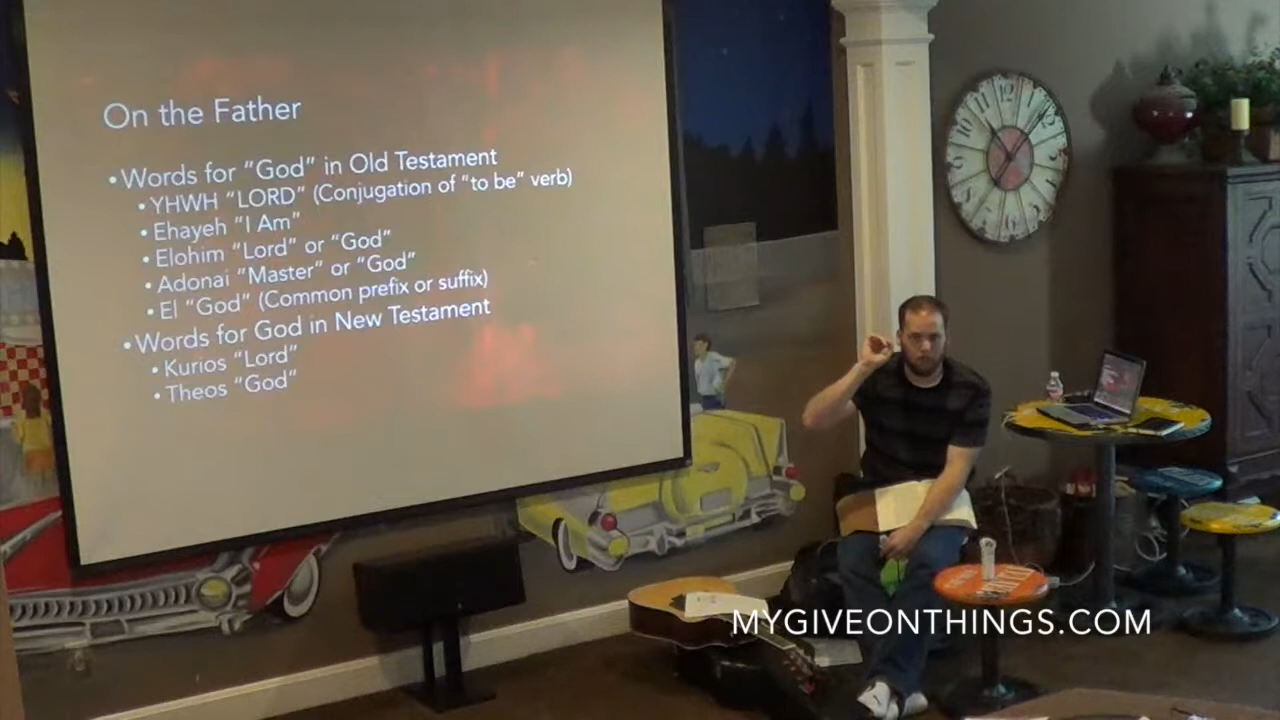 On the Father
• Words for “God” in Old Testament
• YHWH “LORD” (Conjugation of “to be” verb)
• Ehayeh “I Am”
• Elohim “Lord” or “God”
• Adonai “Master” or “God”
• El “God” (Common prefix or suffix)
• Words for God in New Testament
• Kurios “Lord”
• Theos “God”
12
10
MYGIVEONTHINGS.COM